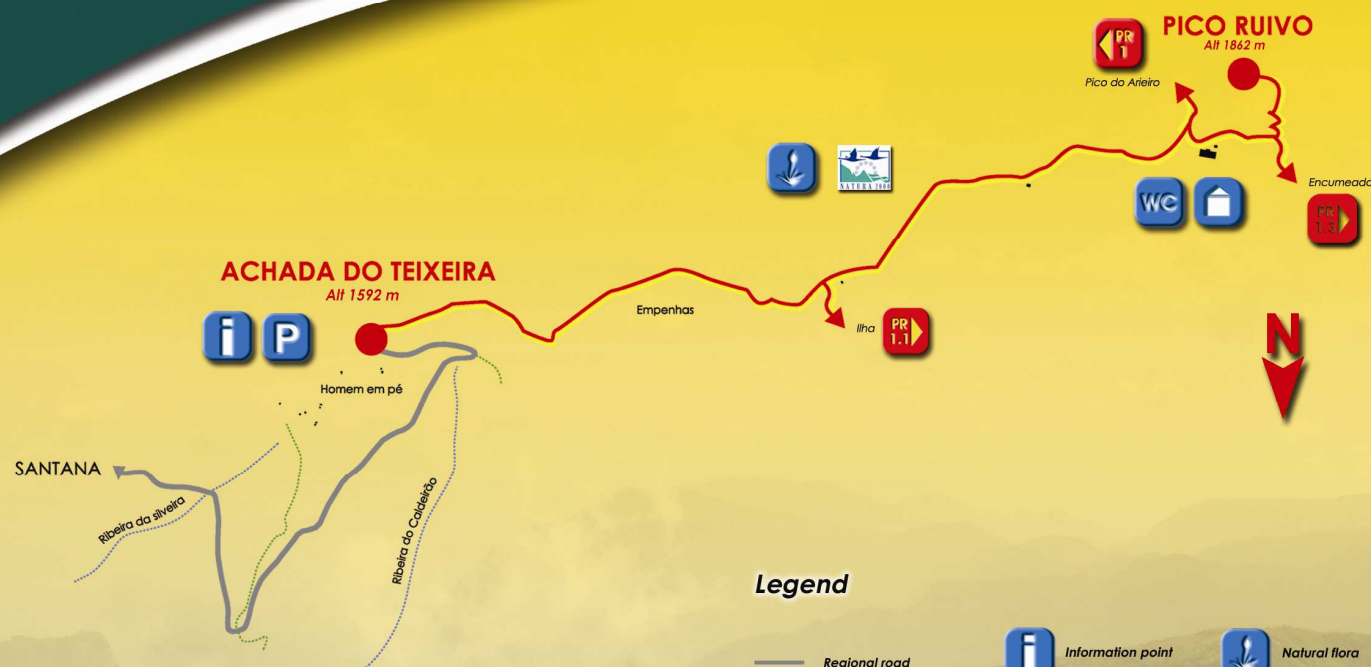 PICO RUIVO
Alt 1862 m
PR
1
Pico do Arieiro
NATURA 2000
WC
Encumeada
PR
1.3
ACHADA DO TEIXEIRA
Alt 1592 m
i
P
Empenhas
Ilha
PR
1.1
N
Homem em pé
SANTANA
Ribeira da silveira
Ribeira do Caldeirão
Legend
Regional road
i
Information point
Natural flora